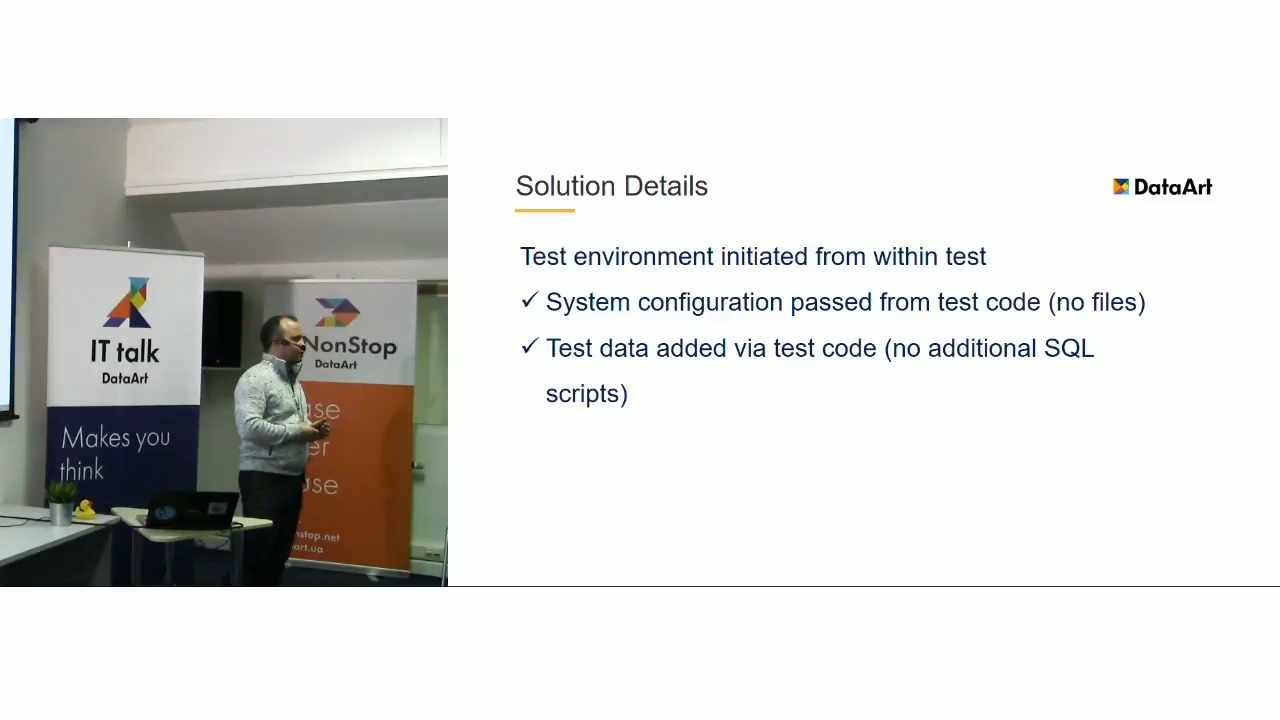 IT talk
DataArt
Makes you
think
NonStop
DataArt
Solution Details
DataArt
Test environment initiated from within test
✓ System configuration passed from test code (no files)
✓ Test data added via test code (no additional SQL
scripts)